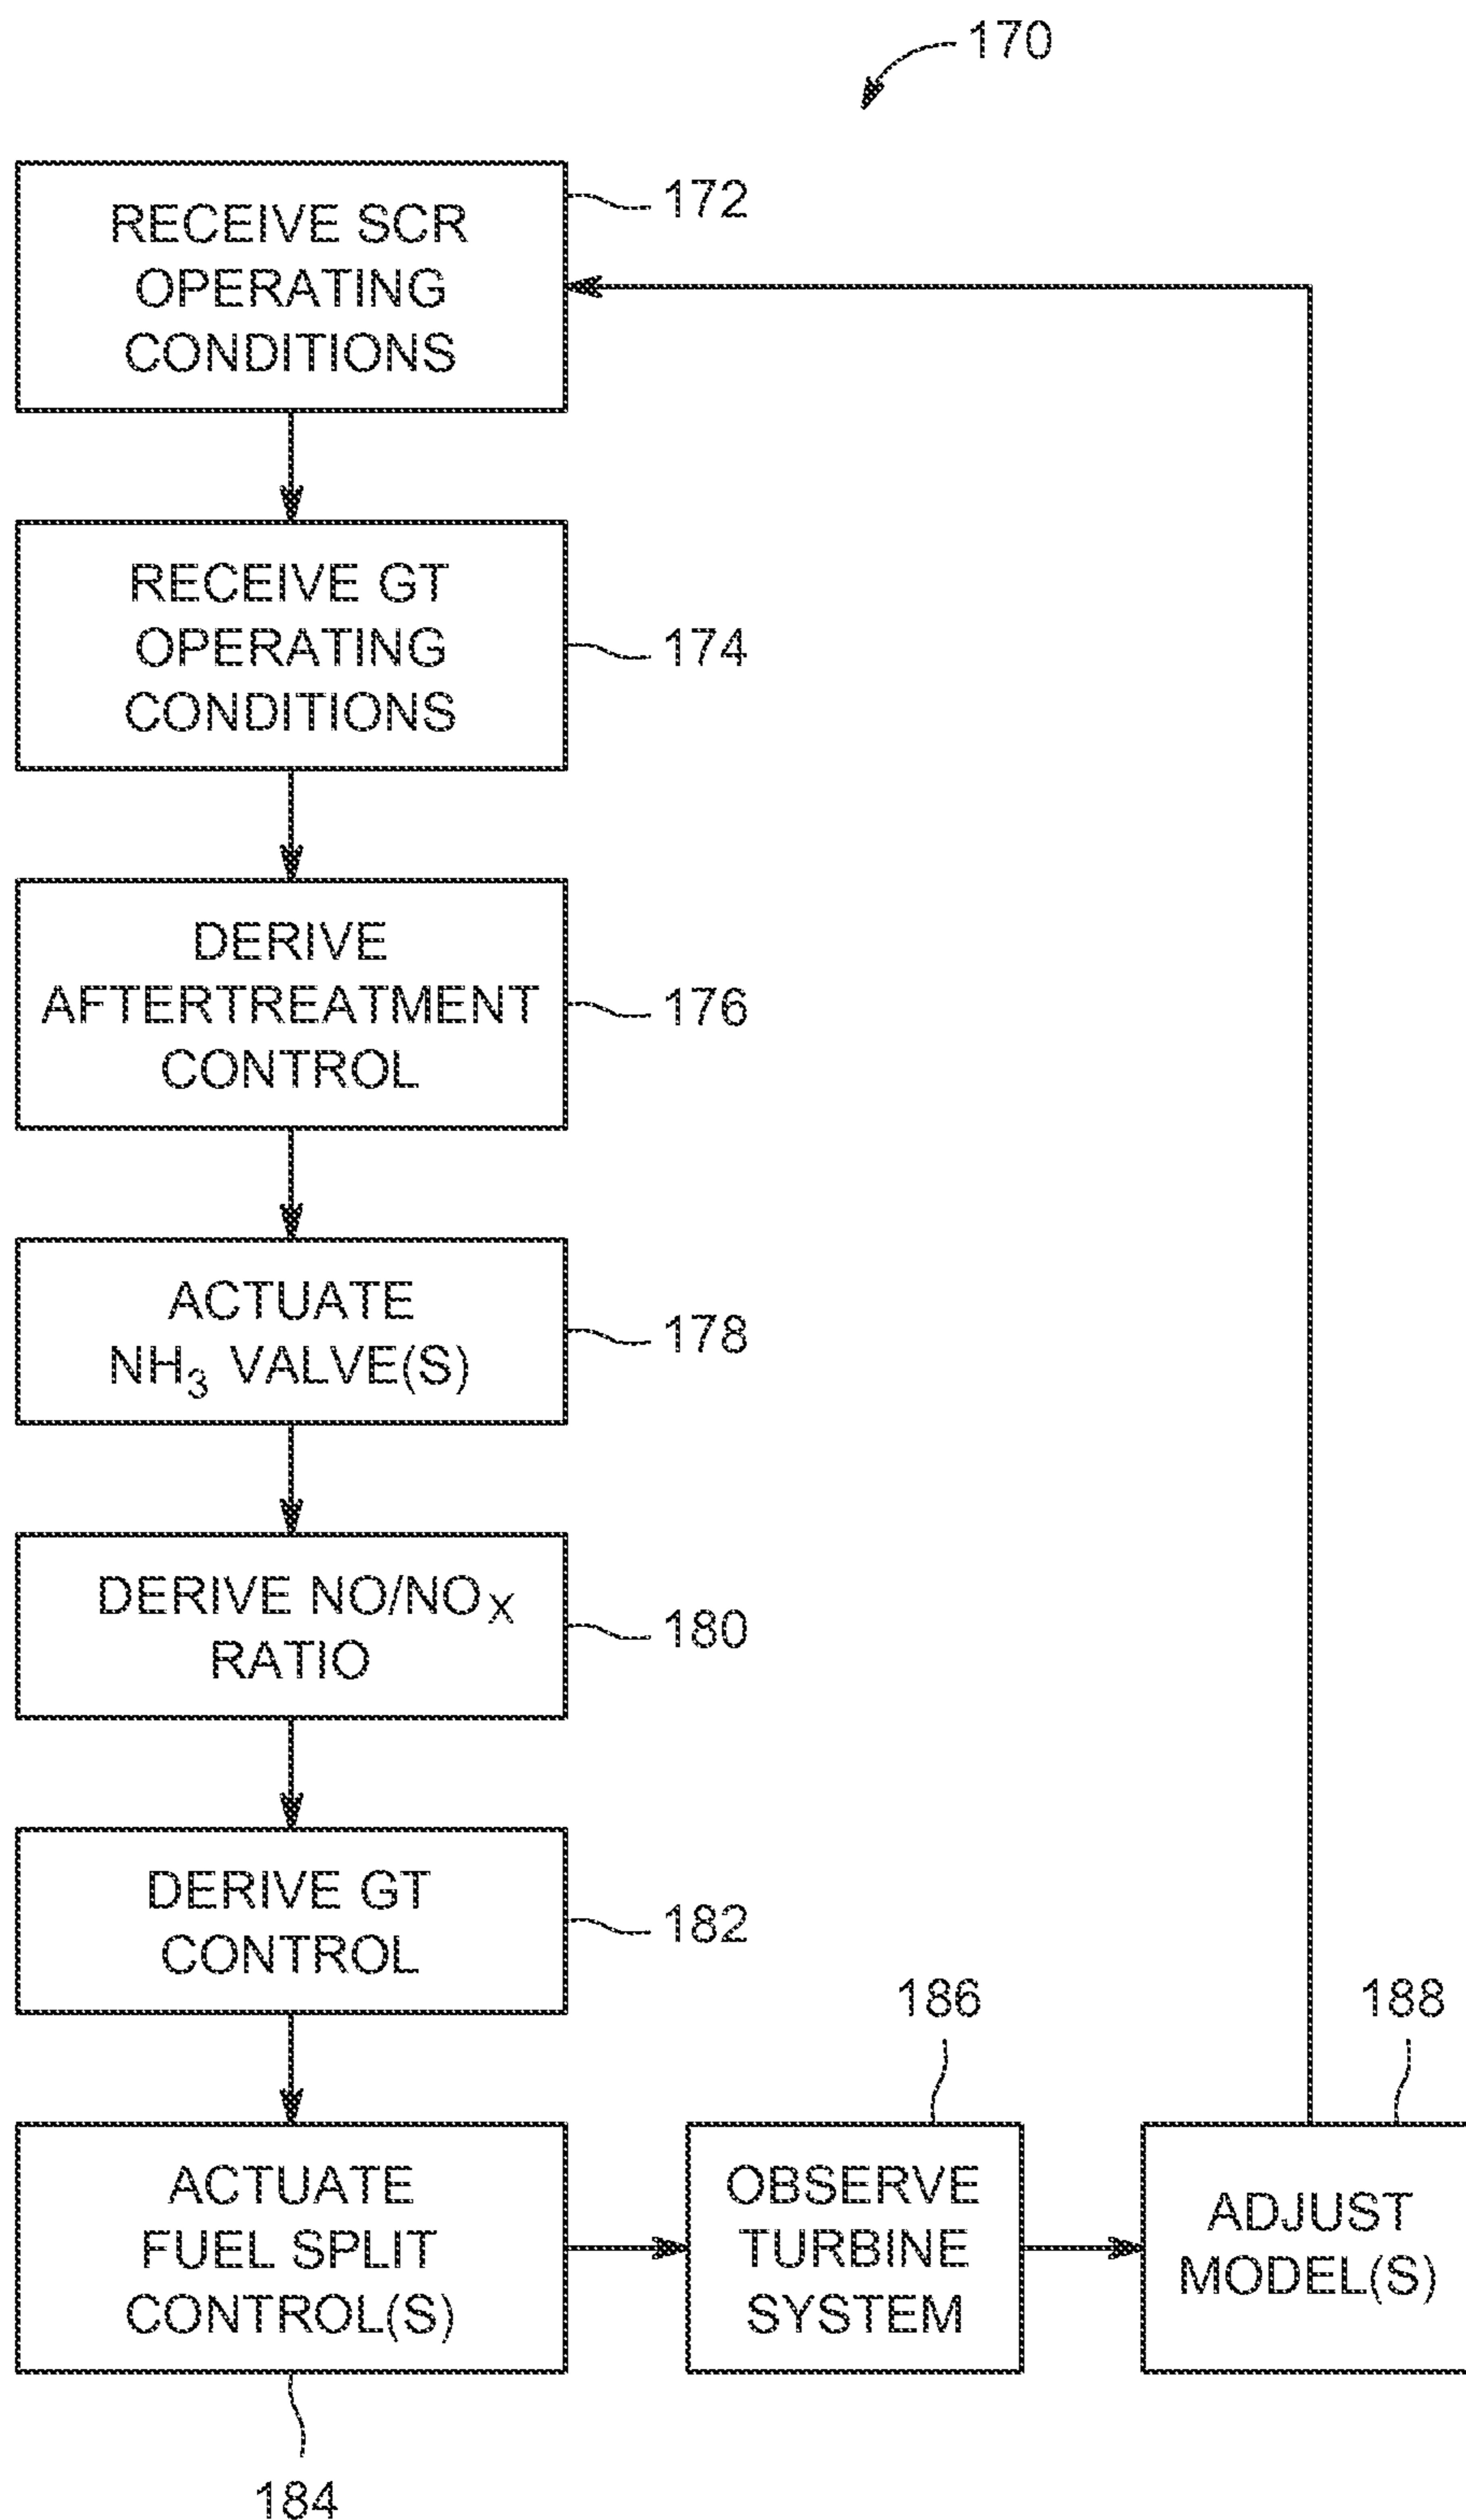 170
RECEIVE SCR
OPERATING
CONDITIONS
172
RECEIVE GT
OPERATING
CONDITIONS
174
DERIVE
AFTERTREATMENT
CONTROL
176
ACTUATE
NH₃ VALVE(S)
178
DERIVE NO/NOX
RATIO
180
DERIVE GT
CONTROL
182
ACTUATE
FUEL SPLIT
CONTROL(S)
184
186
OBSERVE
TURBINE
SYSTEM
188
ADJUST
MODEL(S)